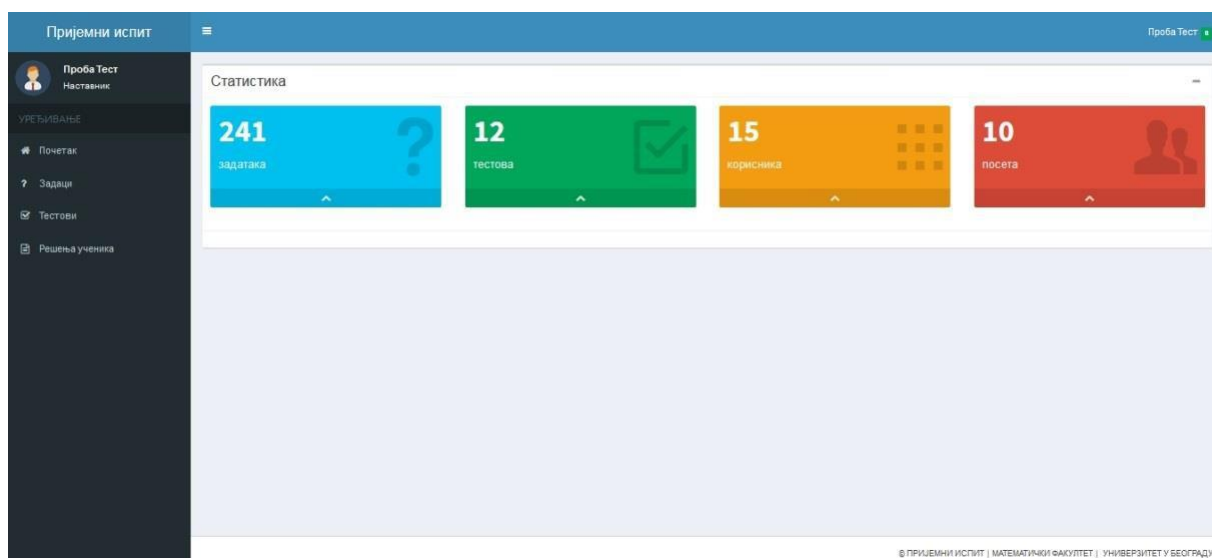 Пријемни испит
Проба Тест
Проба Тест
Наставник
УРЕЂИВАЊЕ
Почетак
Задаци
Тестови
Решења ученика
Статистика
241
задатака
12
тестова
15
корисника
10
посета
© ПРИЈЕМНИ ИСПИТ | МАТЕМАТИЧКИ ФАКУЛТЕТ | УНИВЕРЗИТЕТ У БЕОГРАДУ